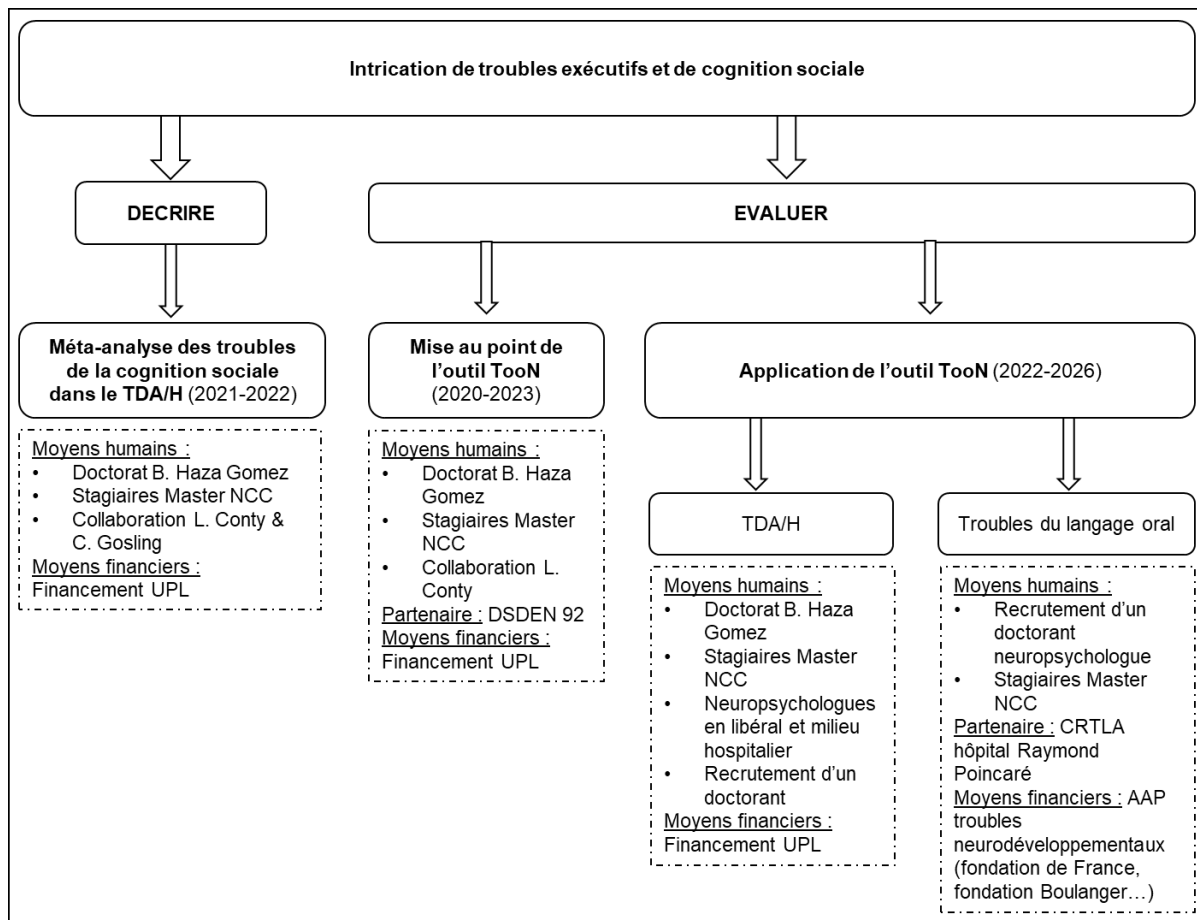 Intrication de troubles exécutifs et de cognition sociale
DECRIRE
EVALUER
Méta-analyse des troubles
de la cognition sociale
dans le TDA/H (2021-2022)
Mise au point de
l’outil TooN
(2020-2023)
Application de l’outil TooN (2022-2026)
Moyens humains :
• Doctorat B. Haza Gomez
• Stagiaires Master NCC
• Collaboration L. Conty &
C. Gosling
Moyens financiers :
Financement UPL
Moyens humains :
• Doctorat B. Haza
Gomez
• Stagiaires Master
NCC
• Collaboration L.
Conty
Partenaire : DSDEN 92
Moyens financiers :
Financement UPL
TDA/H
Moyens humains :
• Doctorat B. Haza
Gomez
• Stagiaires Master
NCC
• Neuropsychologues
en libéral et milieu
hospitalier
• Recrutement d’un
doctorant
Moyens financiers :
Financement UPL
Troubles du langage oral
Moyens humains :
• Recrutement d’un
doctorant
neuropsychologue
• Stagiaires Master
NCC
Partenaire : CRTLA
hôpital Raymond
Poincaré
Moyens financiers : AAP
troubles
neurodéveloppementaux
(fondation de France,
fondation Boulanger…)